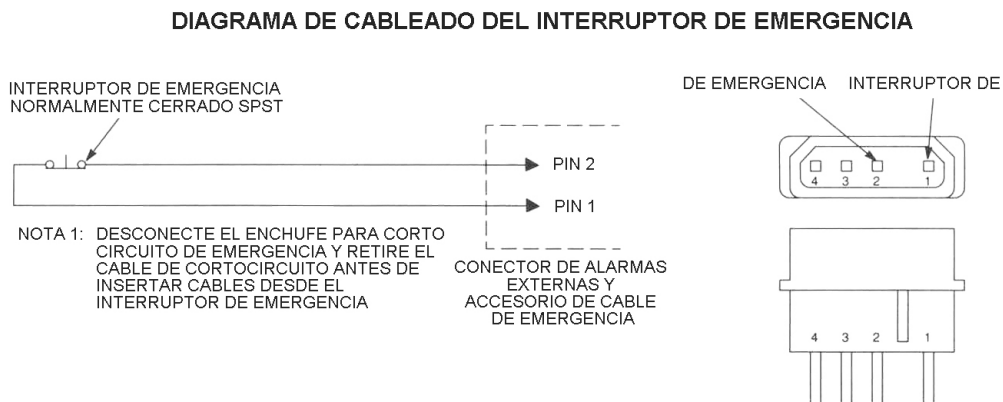 DIAGRAMA DE CABLEADO DEL INTERRUPTOR DE EMERGENCIA
INTERRUPTOR DE EMERGENCIA
NORMALMENTE CERRADO SPST
PIN 2
PIN 1
NOTA 1: DESCONECTE EL ENCHUFE PARA CORTO
CIRCUITO DE EMERGENCIA Y RETIRE EL
CABLE DE CORTOCIRCUITO ANTES DE
INSERTAR CABLES DESDE EL
INTERRUPTOR DE EMERGENCIA
CONECTOR DE ALARMAS
EXTERNAS Y
ACCESORIO DE CABLE
DE EMERGENCIA
DE EMERGENCIA INTERRUPTOR DE
4 3 2 1
4 3 2 1